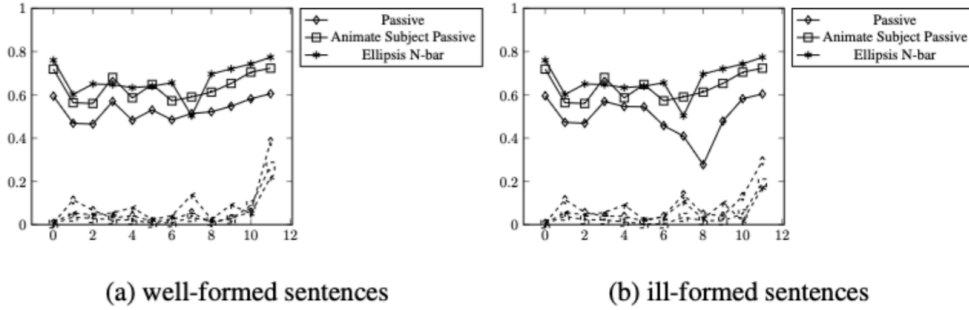 Passive
Animate Subject Passive
Ellipsis N-bar
1
0.8
0.6
0.4
0.2
0
0 2 4 6 8 10 12
(a) well-formed sentences
Passive
Animate Subject Passive
Ellipsis N-bar
1
0.8
0.6
0.4
0.2
0
0 2 4 6 8 10 12
(b) ill-formed sentences